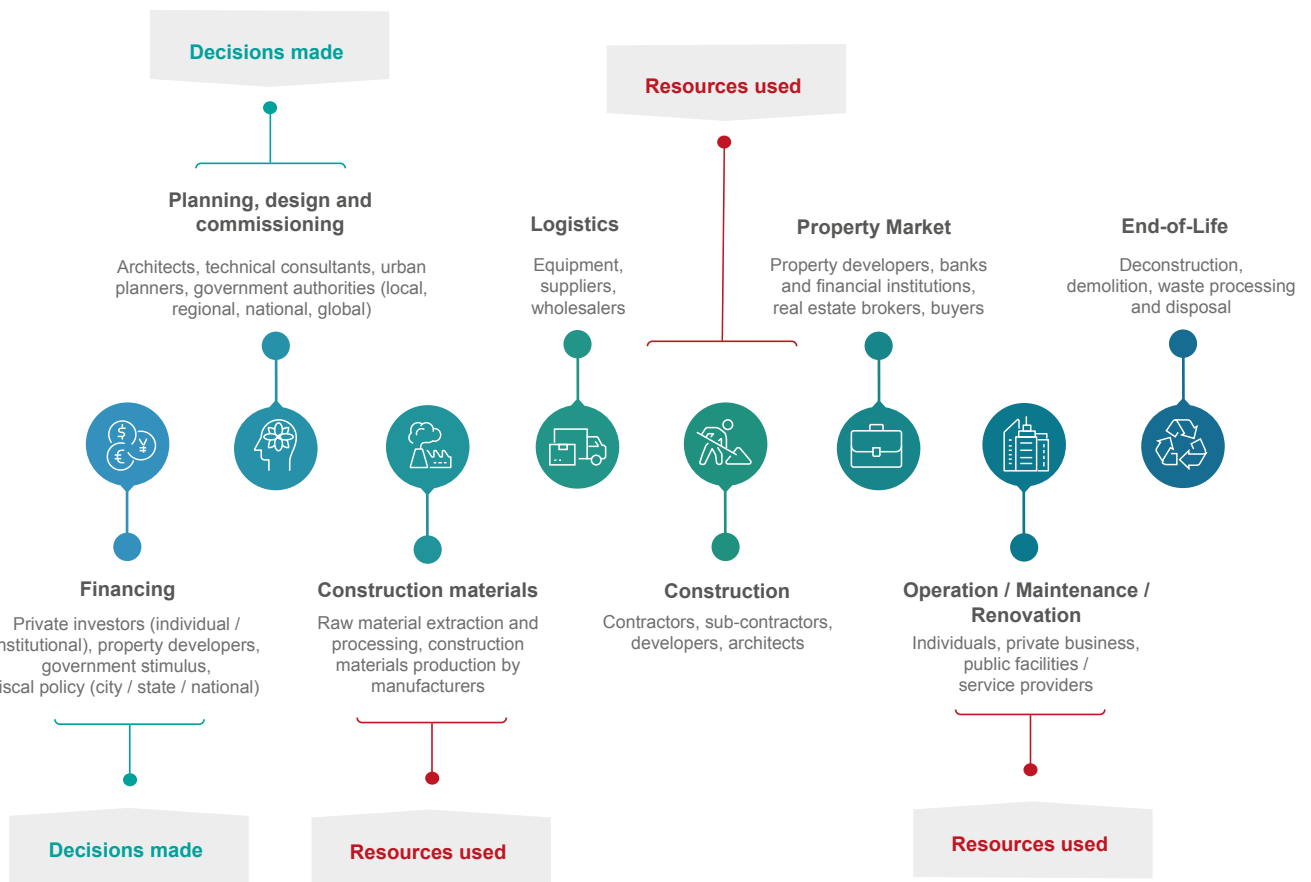 Decisions made
Resources used
Planning, design and
commissioning
Architects, technical consultants, urban
planners, government authorities (local,
regional, national, global)
Logistics
Equipment,
suppliers,
wholesalers
Property Market
Property developers, banks
and financial institutions,
real estate brokers, buyers
End-of-Life
Deconstruction,
demolition, waste processing
and disposal
Financing
Private investors (individual /
nstitutional), property developers,
government stimulus,
iscal policy (city / state / national)
Construction materials
Raw material extraction and
processing, construction
materials production by
manufacturers
Construction
Contractors, sub-contractors,
developers, architects
Operation / Maintenance /
Renovation
Individuals, private business,
public facilities /
service providers
Decisions made
Resources used
Resources used